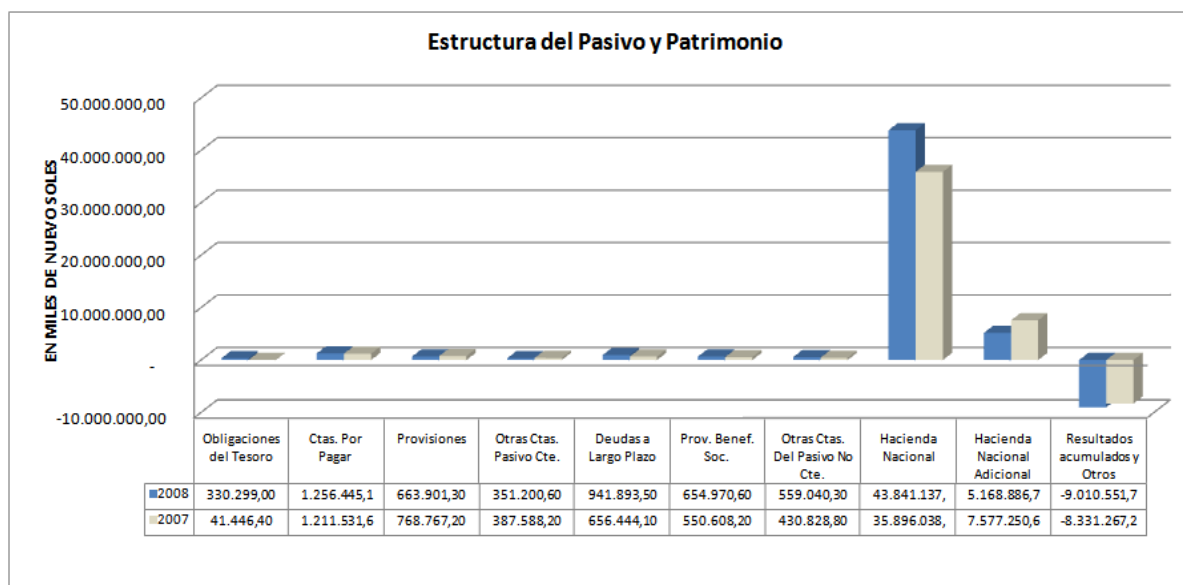 Estructura del Pasivo y Patrimonio
EN MILES DE NUEVO SOLES
50.000.000,00
40.000.000,00
30.000.000,00
20.000.000,00
10.000.000,00
-
-10.000.000,00
Obligaciones del Tesoro
Ctas. Por Pagar
Provisiones
Otras Ctas. Pasivo Cte.
Deudas a Largo Plazo
Prov. Benef. Soc.
Otras Ctas. Del Pasivo No Cte.
Hacienda Nacional
Hacienda Nacional Adicional
Resultados acumulados y Otros
2008 330.299,00 1.256.445,1 663.901,30 351.200,60 941.893,50 654.970,60 559.040,30 43.841.137, 5.168.886,7 -9.010.551,7
2007 41.446,40 1.211.531,6 768.767,20 387.588,20 656.444,10 550.608,20 430.828,80 35.896.038, 7.577.250,6 -8.331.267,2